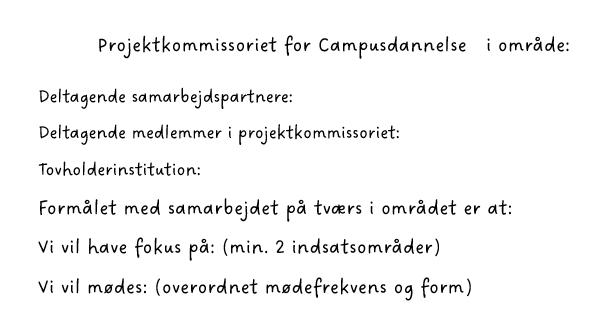 Projektkommissoriet for Campusdannelse i område:
Deltagende samarbejdspartnere:
Deltagende medlemmer i projektkommissoriet:
Tovholderinstitution:
Formålet med samarbejdet på tværs i området er at:
Vi vil have fokus på: (min. 2 indsatsområder)
Vi vil mødes: (overordnet mødefrekvens og form)